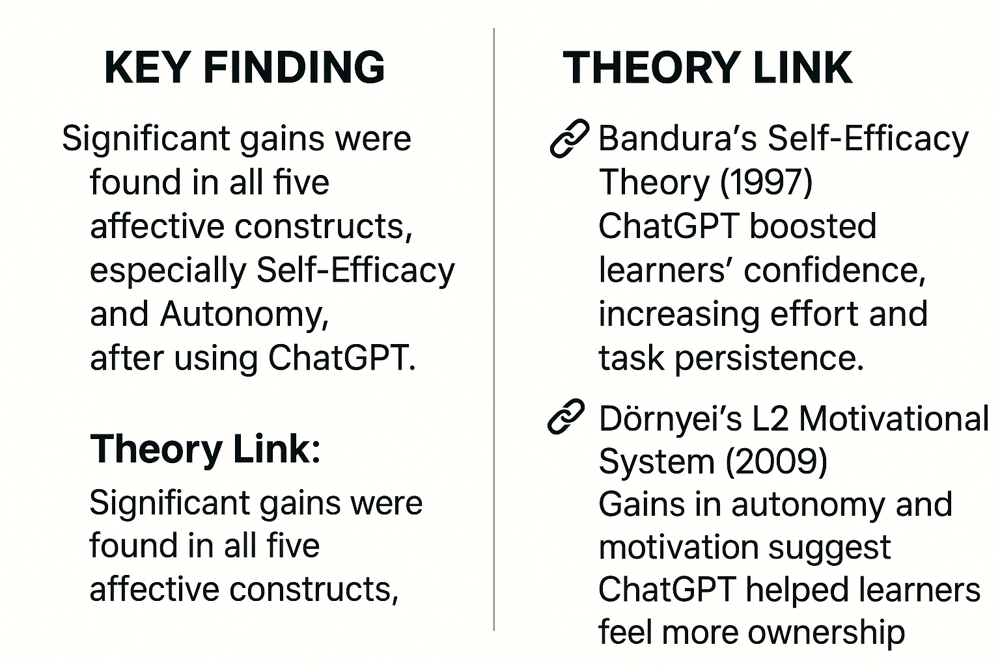 KEY FINDING
Significant gains were
found in all five
affective constructs,
especially Self-Efficacy
and Autonomy,
after using ChatGPT.
Theory Link:
Significant gains were
found in all five
affective constructs,
THEORY LINK
Bandura’s Self-Efficacy
Theory (1997)
ChatGPT boosted
learners’ confidence,
increasing effort and
task persistence.
Dörnyei’s L2 Motivational
System (2009)
Gains in autonomy and
motivation suggest
ChatGPT helped learners
feel more ownership